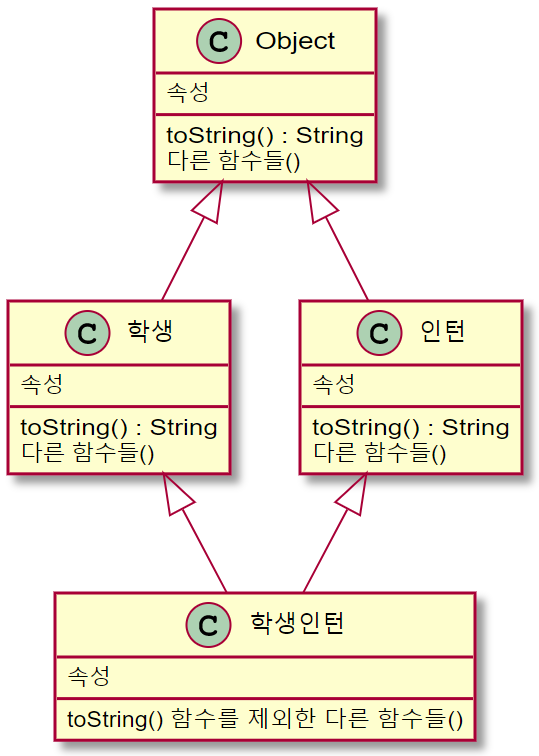 C Object
속성
toString() : String
다른 함수들()
C 학생
속성
toString() : String
다른 함수들()
C 인턴
속성
toString() : String
다른 함수들()
C 학생인턴
속성
toString() 함수를 제외한 다른 함수들()